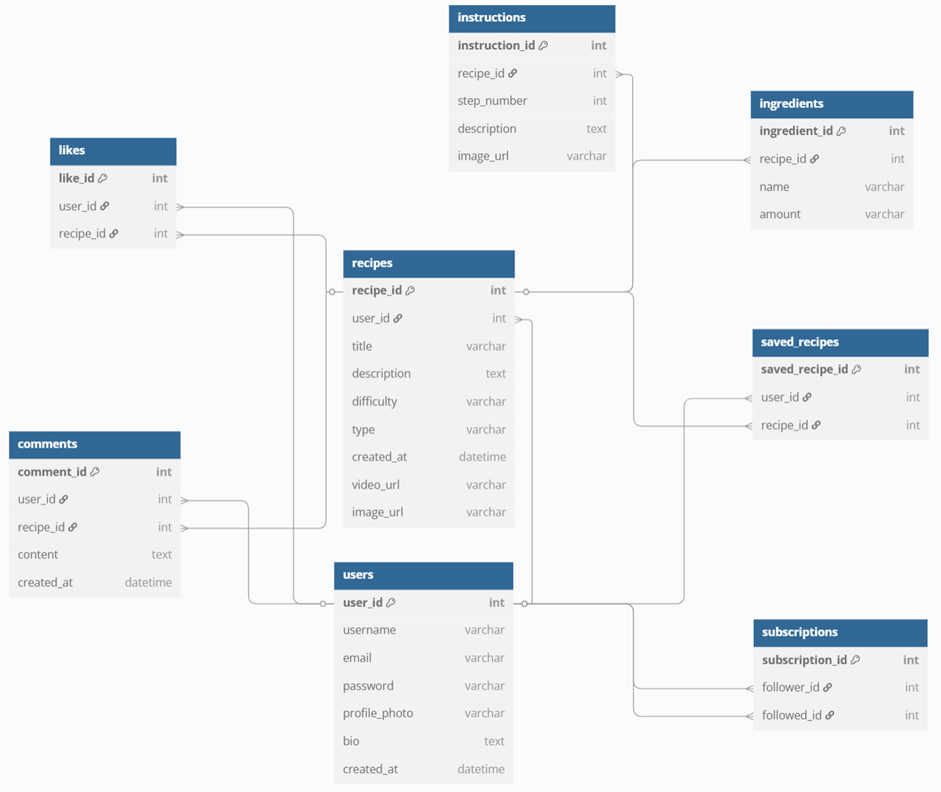 instructions
instruction_id int
recipe_id int
step_number int
description text
image_url varchar
ingredients
ingredient_id int
recipe_id int
name varchar
amount varchar
likes
like_id int
user_id int
recipe_id int
recipes
recipe_id int
user_id int
title varchar
description text
difficulty varchar
type varchar
created_at datetime
video_url varchar
image_url varchar
saved_recipes
saved_recipe_id int
user_id int
recipe_id int
comments
comment_id int
user_id int
recipe_id int
content text
created_at datetime
users
user_id int
username varchar
email varchar
password varchar
profile_photo varchar
bio text
created_at datetime
subscriptions
subscription_id int
follower_id int
followed_id int